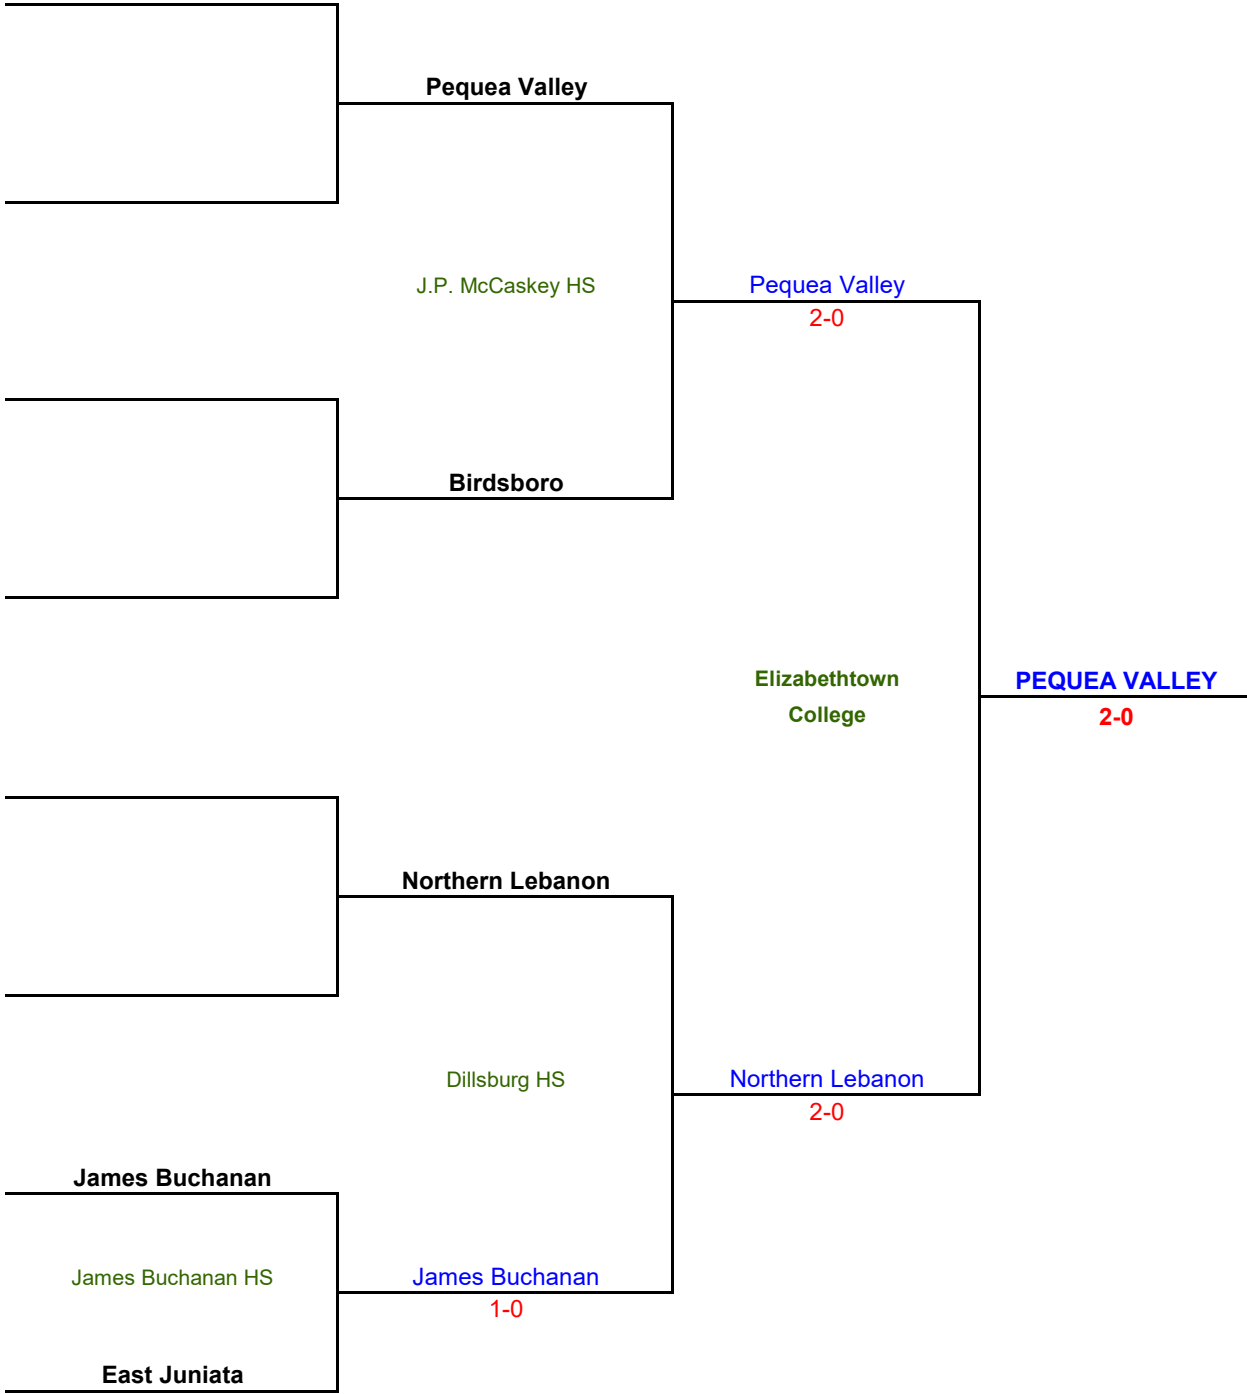 Pequea Valley
J.P. McCaskey HS
Pequea Valley
2-0
Birdsboro
Elizabethtown
College
PEQUEA VALLEY
2-0
Northern Lebanon
Dillsburg HS
Northern Lebanon
2-0
James Buchanan
James Buchanan HS
James Buchanan
1-0
East Juniata